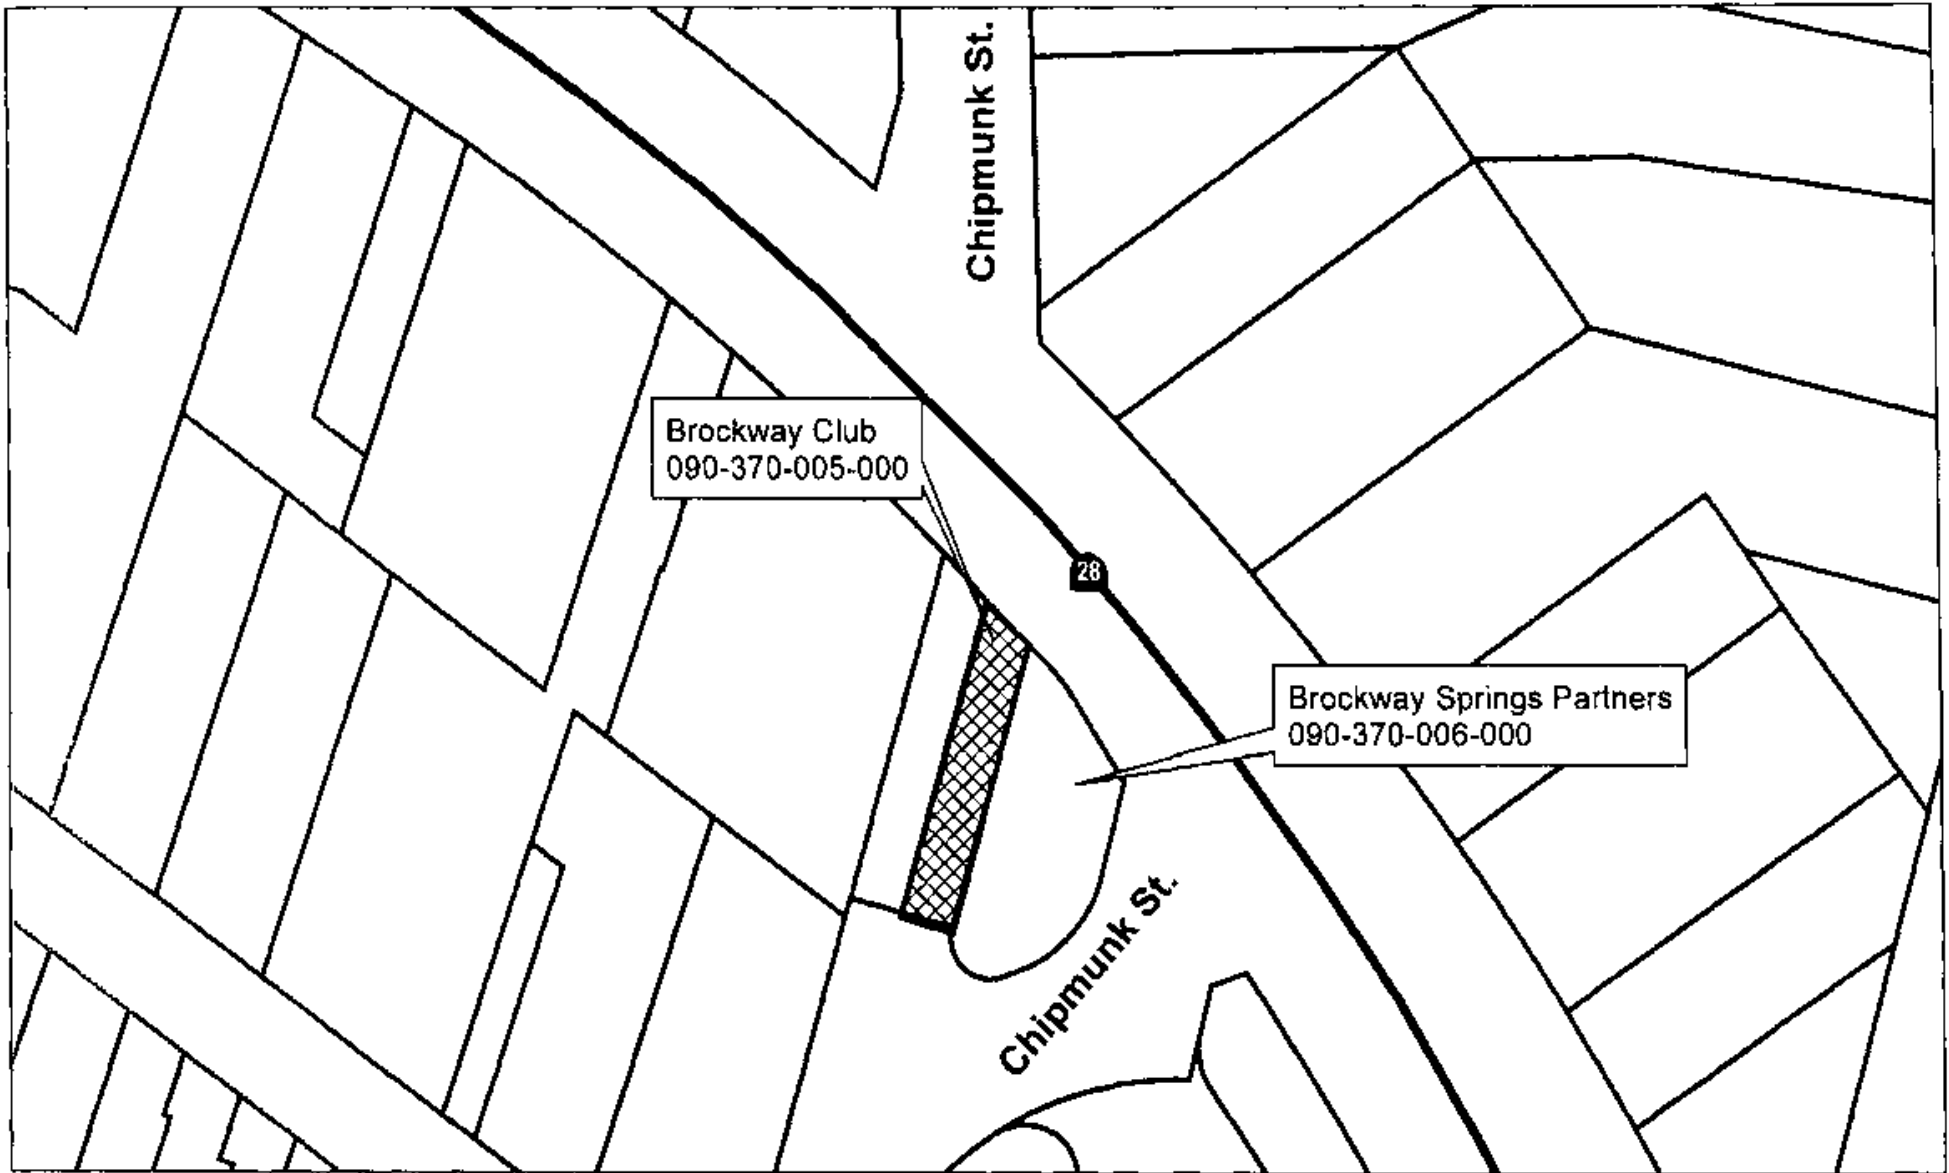 Chipmunk St.
Brockway Club
090-370-005-000
28
Brockway Springs Partners
090-370-006-000
Chipmunk St.